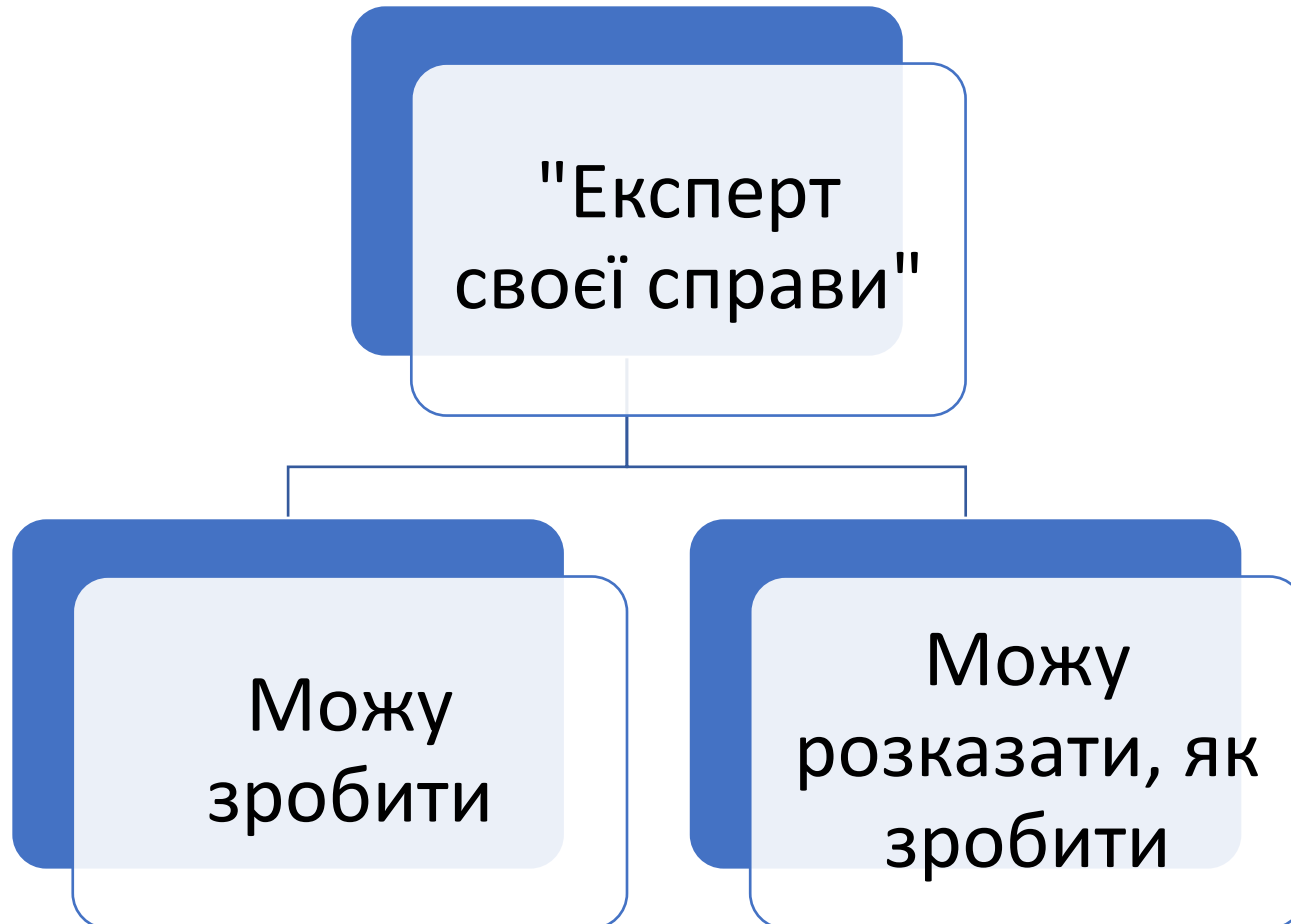 "Експерт
своєї справи"
Можу
зробити
Можу
розказати, як
зробити